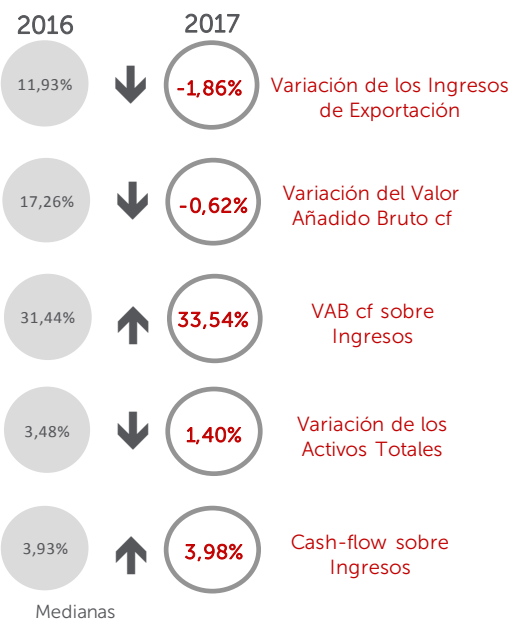 2016 2017
11,93% -1,86% Variación de los Ingresos
de Exportación
17,26% -0,62% Variación del Valor
Añadido Bruto cf
31,44% 33,54% VAB cf sobre
Ingresos
3,48% 1,40% Variación de los
Activos Totales
3,93% 3,98% Cash-flow sobre
Ingresos
Medianas